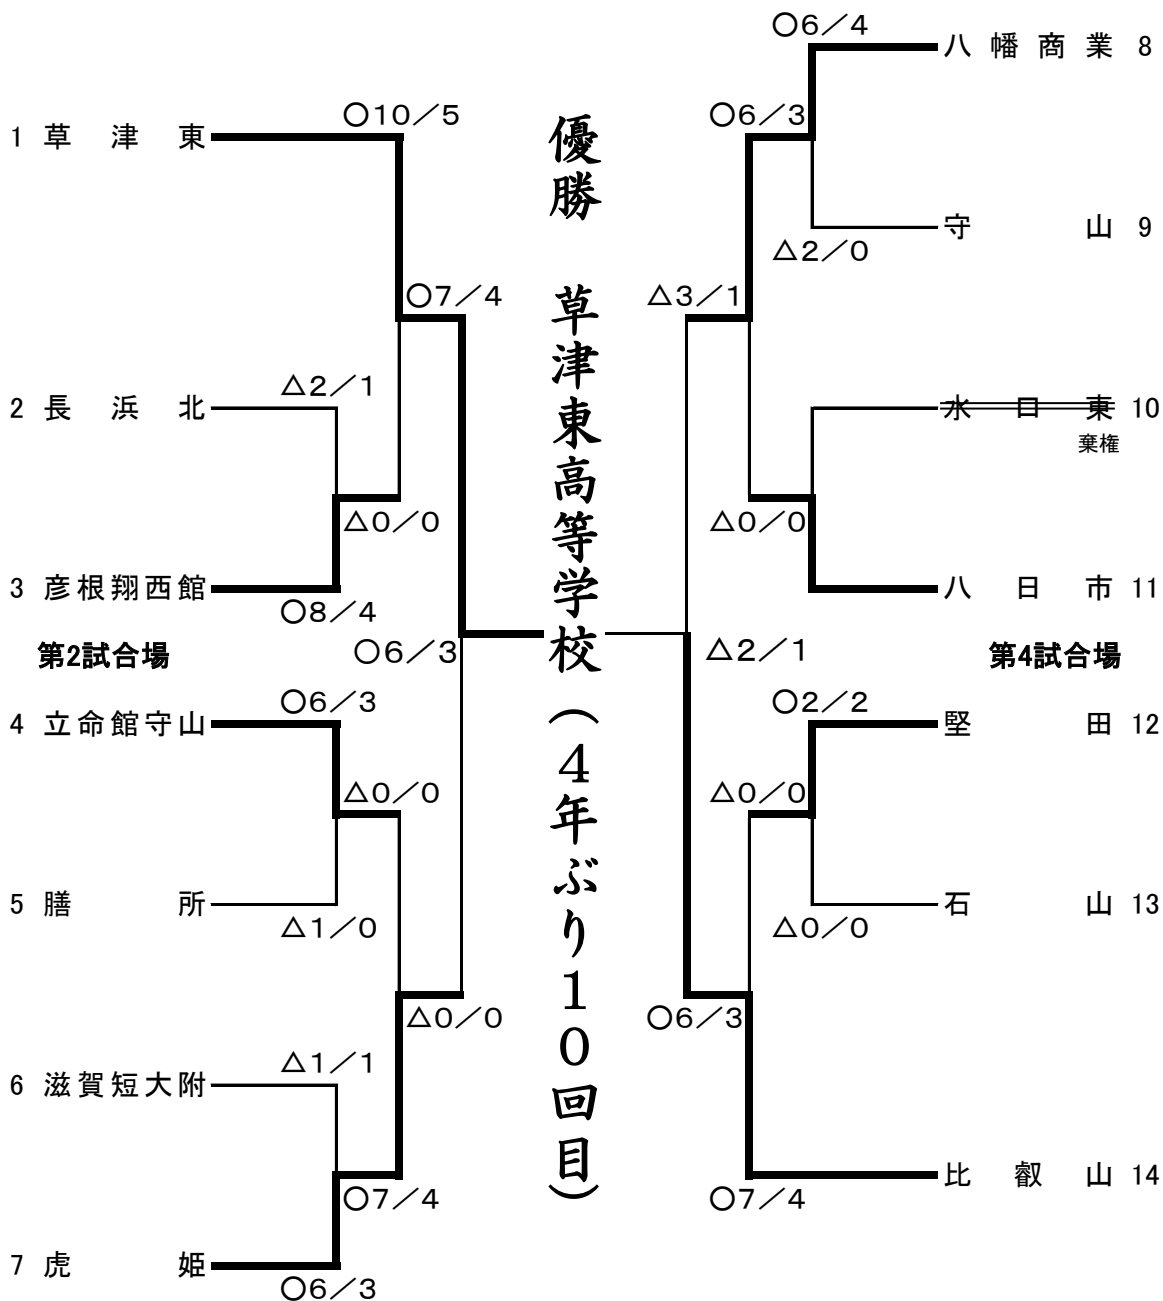 ○6／4
八幡商業 8
○10／5
○6／3
1 草津東
守山 9
△2／0
○7／4
△3／1
△2／1
2 長浜北
水口東 10
棄権
△0／0
△0／0
3 彦根翔西館
八日市 11
○8／4
○6／3
△2／1
第2試合場
第4試合場
○6／3
○2／2
4 立命館守山
堅田 12
△0／0
△0／0
5 膳所
石山 13
△1／0
△0／0
△0／0
○6／3
△1／1
6 滋賀短大附
比叡山 14
○7／4
○7／4
7 虎姫
○6／3
優勝 草津東高等学校（4年ぶり10回目）